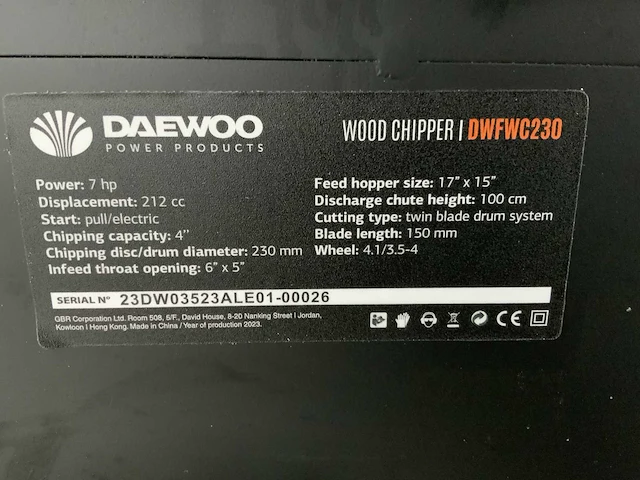 DAEWOO
POWER PRODUCTS
WOOD CHIPPER | DWFWC230
Power: 7 hp
Displacement: 212 cc
Start: pull/electric
Chipping capacity: 4”
Chipping disc/drum diameter: 230 mm
Infeed throat opening: 6” x 5”
Feed hopper size: 17” x 15”
Discharge chute height: 100 cm
Cutting type: twin blade drum system
Blade length: 150 mm
Wheel: 4.1/3.5-4
SERIAL Nº 23DW03523ALE01-00026
GBR Corporation Ltd. Room 508, 5/F., David House, 8-20 Nanking Street | Jordan,
Kowloon | Hong Kong. Made in China / Year of production 2023.
CE